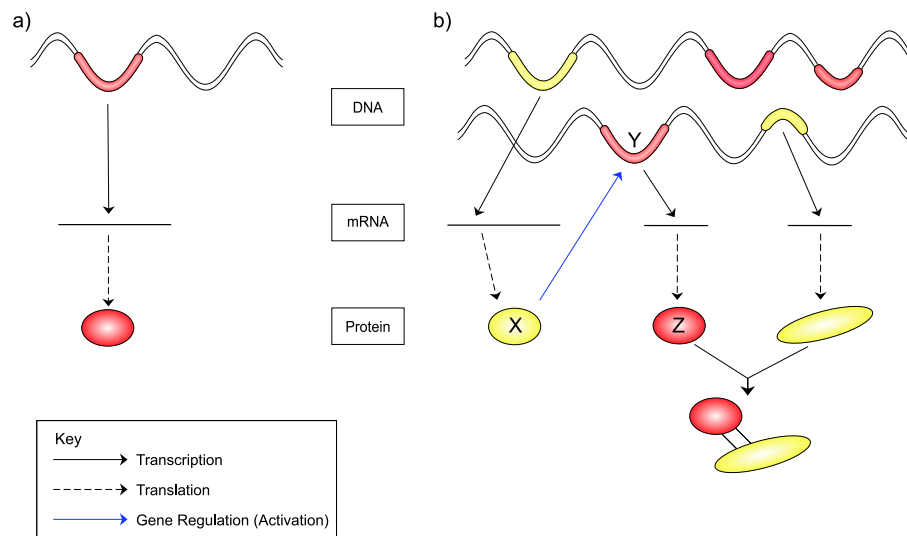 a)
b)
DNA
Y
mRNA
X
Z
Protein
Key
Transcription
Translation
Gene Regulation (Activation)